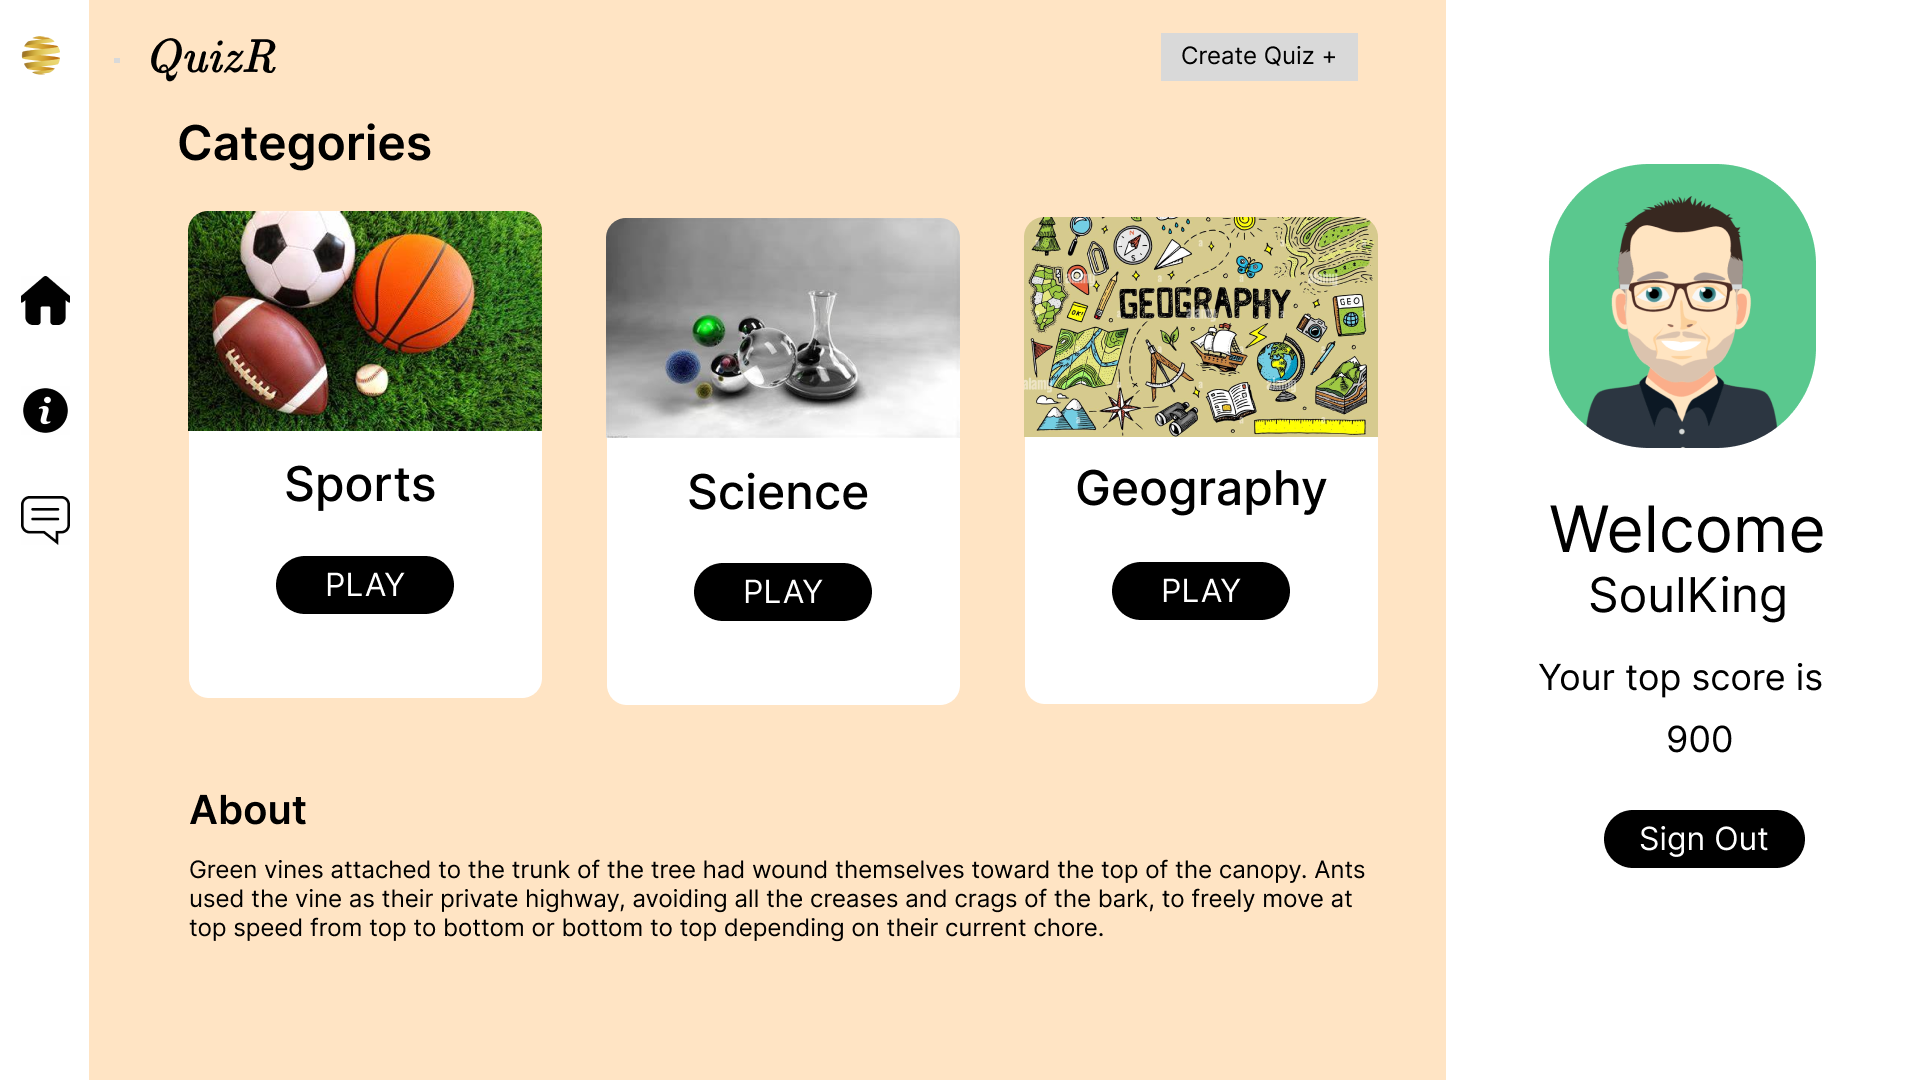 QuizR
Create Quiz +
Categories
GEOGRAPHY
GEO
Sports
Science
Geography
PLAY
PLAY
PLAY
Welcome
SoulKing
Your top score is
900
Sign Out
About
Green vines attached to the trunk of the tree had wound themselves toward the top of the canopy. Ants
used the vine as their private highway, avoiding all the creases and crags of the bark, to freely move at
top speed from top to bottom or bottom to top depending on their current chore.